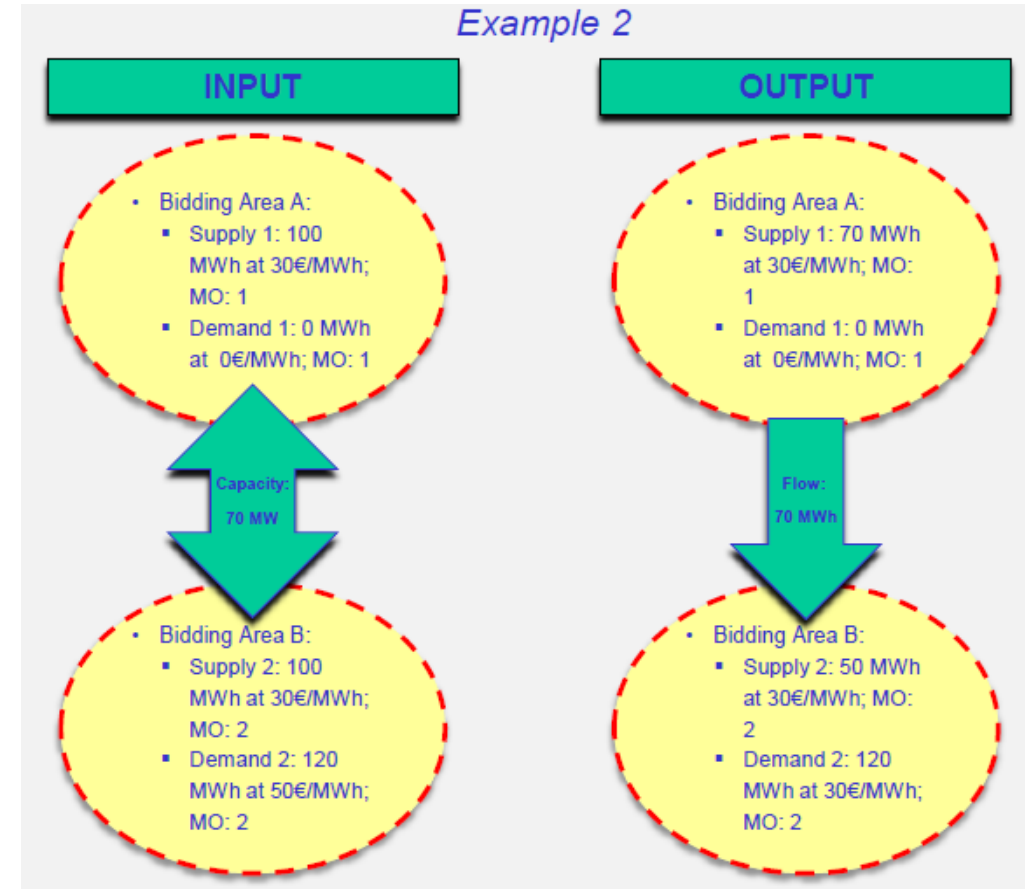 Example 2
INPUT
• Bidding Area A:
▪ Supply 1: 100
MWh at 30€/MWh;
MO: 1
▪ Demand 1: 0 MWh
at 0€/MWh; MO: 1
Capacity:
70 MW
• Bidding Area B:
▪ Supply 2: 100
MWh at 30€/MWh;
MO: 2
▪ Demand 2: 120
MWh at 50€/MWh;
MO: 2
OUTPUT
• Bidding Area A:
▪ Supply 1: 70 MWh
at 30€/MWh; MO:
1
▪ Demand 1: 0 MWh
at 0€/MWh; MO: 1
Flow:
70 MWh
• Bidding Area B:
▪ Supply 2: 50 MWh
at 30€/MWh; MO:
2
▪ Demand 2: 120
MWh at 30€/MWh;
MO: 2